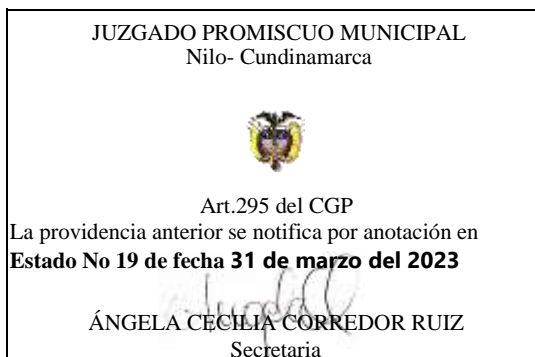 JUZGADO PROMISCUO MUNICIPAL
Nilo- Cundinamarca
Art.295 del CGP
La providencia anterior se notifica por anotación en
Estado No 19 de fecha 31 de marzo del 2023
ÁNGELA CECILIA CORREDOR RUIZ
Secretaria